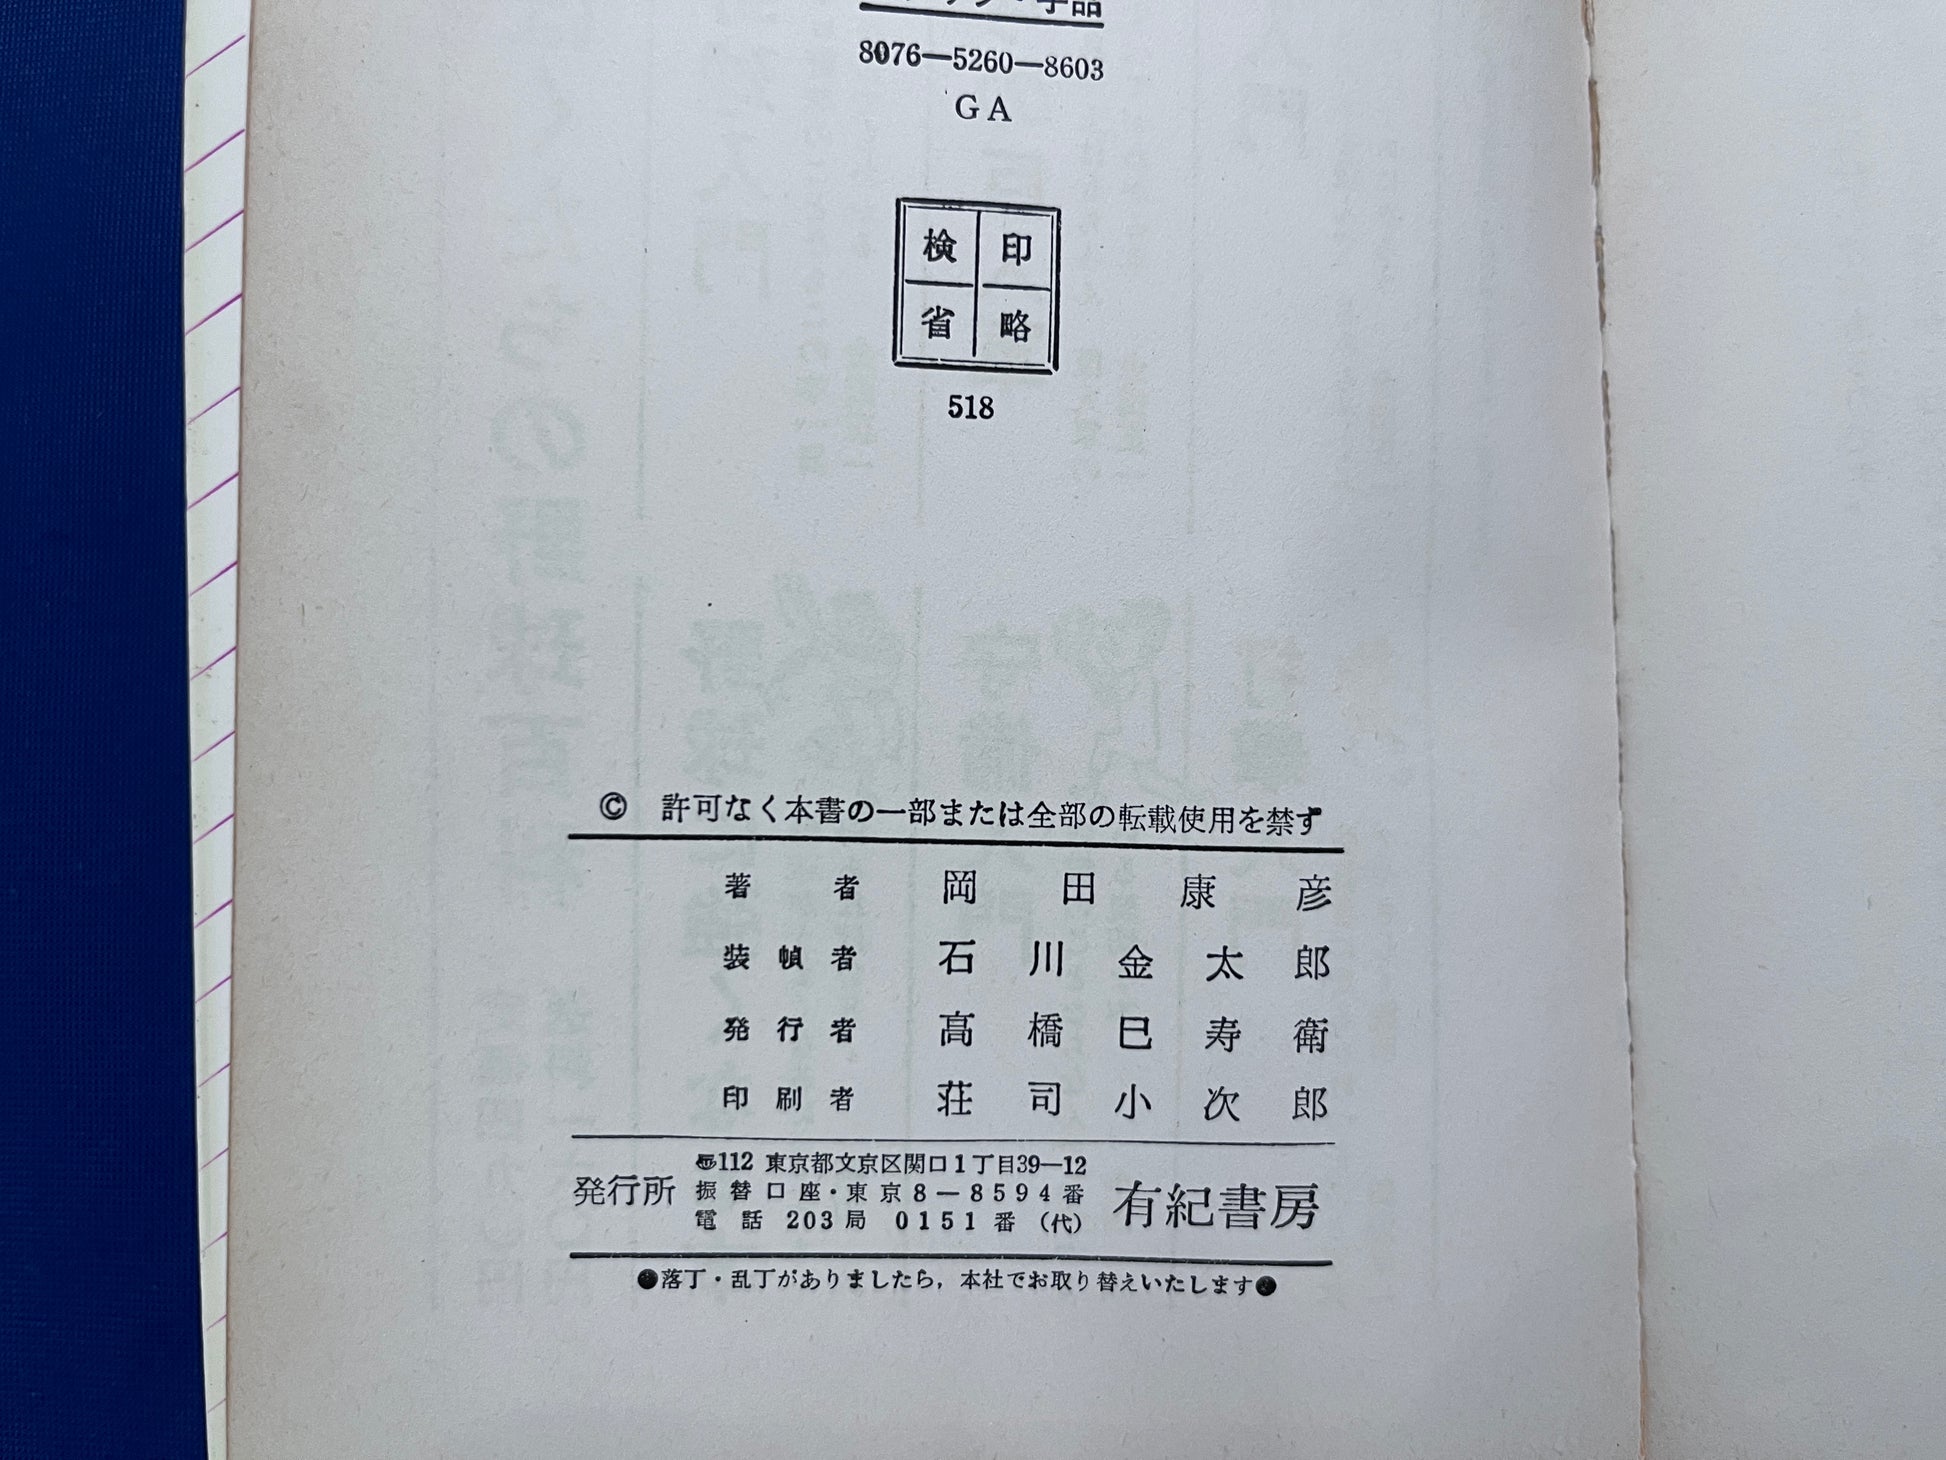 8076—5260—8603
GA
検印
省略
518
© 許可なく本書の一部または全部の転載使用を禁ず
著者 岡田康彦
装幀者 石川金太郎
発行者 髙橋巳寿衛
印刷者 荘司小次郎
発行所
〠112 東京都文京区関口1丁目39—12
振替口座・東京8—8594番
電話 203局 0151番（代）
有紀書房
●落丁・乱丁がありましたら，本社でお取り替えいたします●